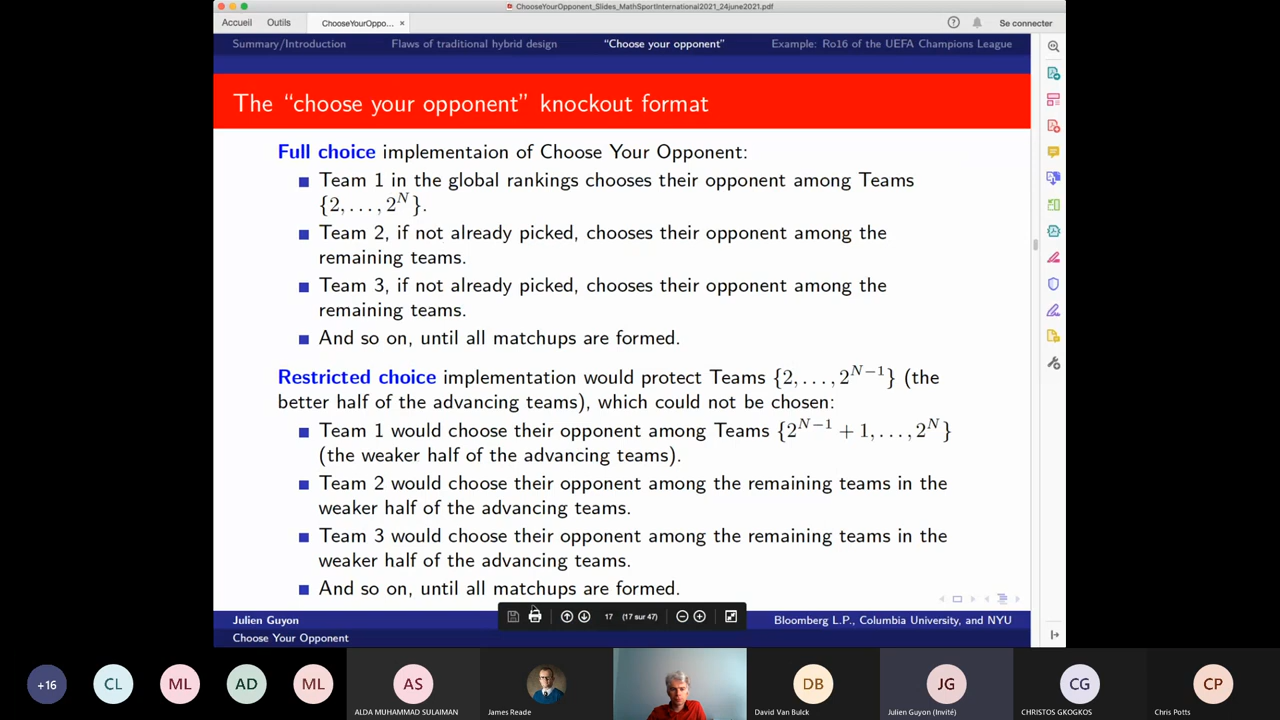 ChooseYourOpponent_Slides_MathSportInternational2021_24june2021.pdf
Accueil Outils ChooseYourOppo... × Se connecter
Summary/Introduction Flaws of traditional hybrid design “Choose your opponent” Example: Ro16 of the UEFA Champions League
The “choose your opponent” knockout format
Full choice implementaion of Choose Your Opponent:
Team 1 in the global rankings chooses their opponent among Teams
{2, . . . , 2^N}.
Team 2, if not already picked, chooses their opponent among the
remaining teams.
Team 3, if not already picked, chooses their opponent among the
remaining teams.
And so on, until all matchups are formed.
Restricted choice implementation would protect Teams {2, . . . , 2^{N−1}} (the
better half of the advancing teams), which could not be chosen:
Team 1 would choose their opponent among Teams {2^{N−1} + 1, . . . , 2^N}
(the weaker half of the advancing teams).
Team 2 would choose their opponent among the remaining teams in the
weaker half of the advancing teams.
Team 3 would choose their opponent among the remaining teams in the
weaker half of the advancing teams.
And so on, until all matchups are formed.
17 (17 sur 47)
Julien Guyon Bloomberg L.P., Columbia University, and NYU
Choose Your Opponent
+16 CL ML AD ML AS DB JG CG CP
ALDA MUHAMMAD SULAIMAN James Reade David Van Bulck Julien Guyon (Invité) CHRISTOS GKOGKOS Chris Potts